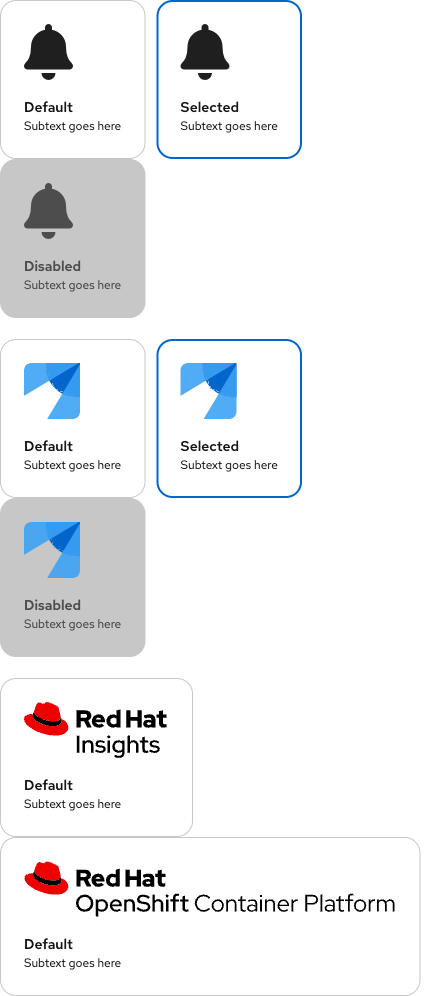 Default
Subtext goes here
Selected
Subtext goes here
Disabled
Subtext goes here
Default
Subtext goes here
Selected
Subtext goes here
Disabled
Subtext goes here
Red Hat
Insights
Default
Subtext goes here
Red Hat
OpenShift Container Platform
Default
Subtext goes here